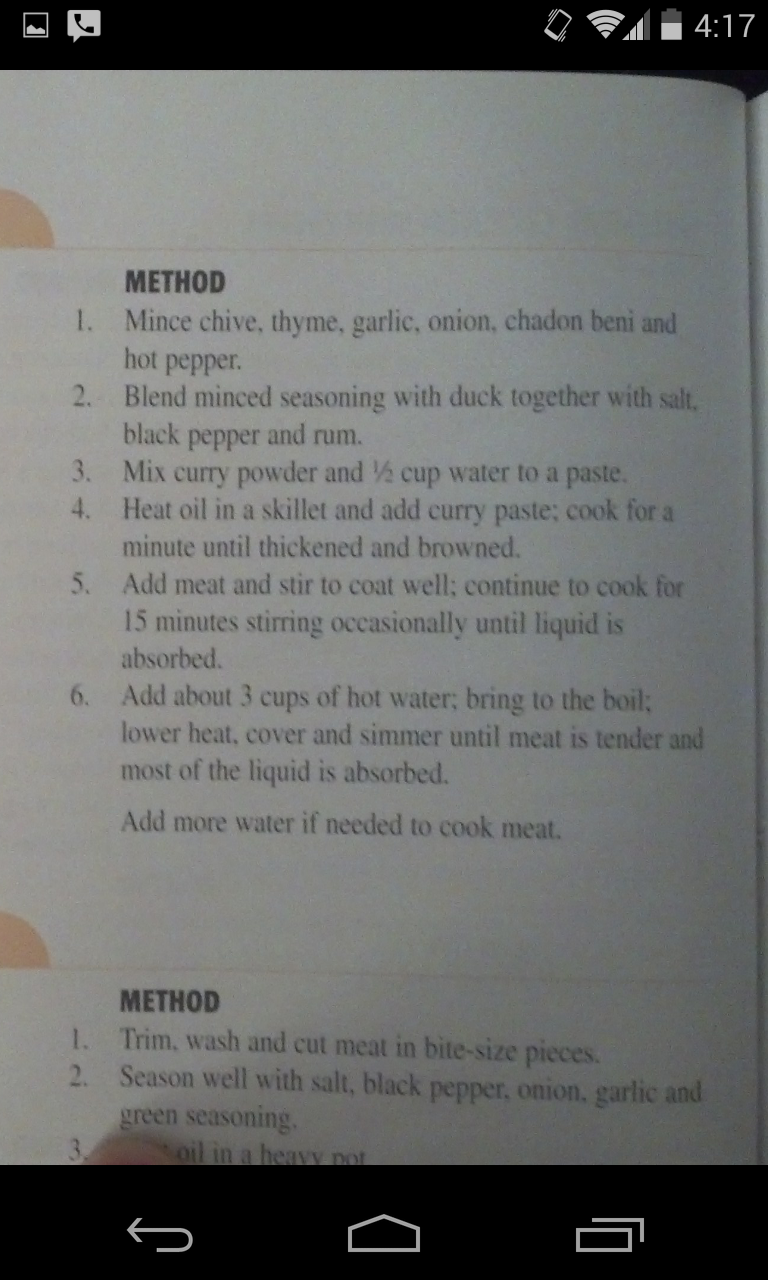 4:17
METHOD
1. Mince chive, thyme, garlic, onion, chadon beni and
hot pepper.
2. Blend minced seasoning with duck together with salt,
black pepper and rum.
3. Mix curry powder and ½ cup water to a paste.
4. Heat oil in a skillet and add curry paste; cook for a
minute until thickened and browned.
5. Add meat and stir to coat well; continue to cook for
15 minutes stirring occasionally until liquid is
absorbed.
6. Add about 3 cups of hot water; bring to the boil;
lower heat, cover and simmer until meat is tender and
most of the liquid is absorbed.
Add more water if needed to cook meat.
METHOD
1. Trim, wash and cut meat in bite-size pieces.
2. Season well with salt, black pepper, onion, garlic and
green seasoning.
3. oil in a heavy pot